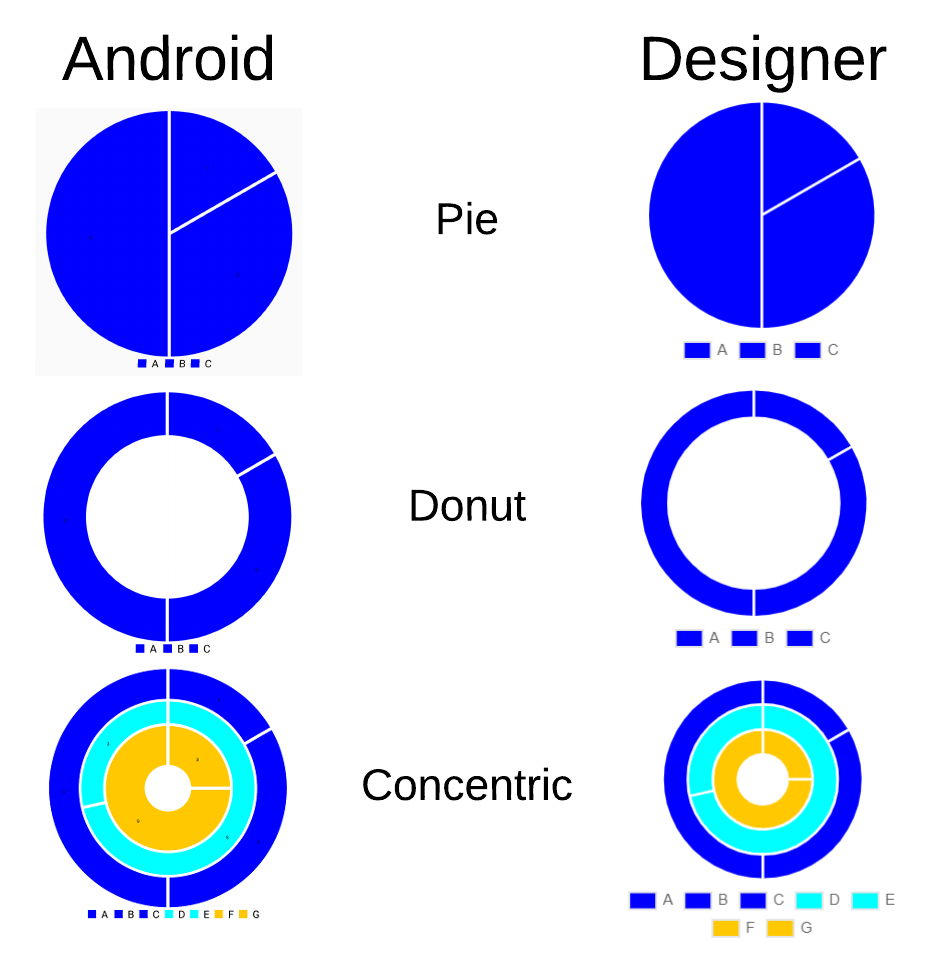 Android
Designer
Pie
A B C
A B C
Donut
A B C
A B C
Concentric
A B C D E F G
A B C D E
F G